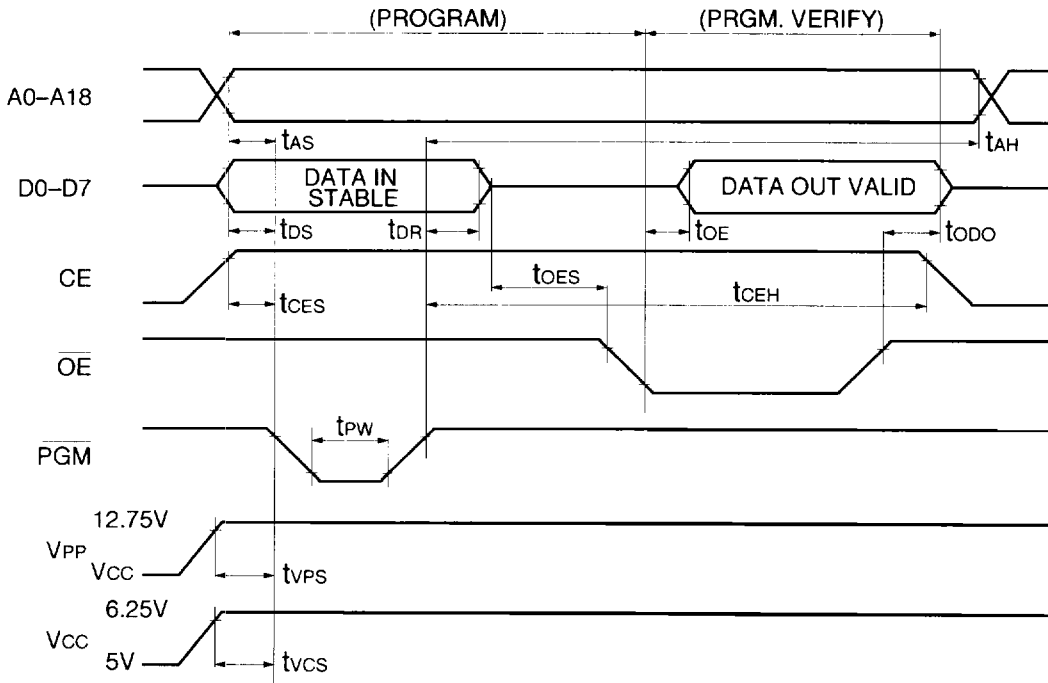 (PROGRAM) (PRGM. VERIFY)
A0–A18
tAS tAH
D0–D7 DATA IN STABLE DATA OUT VALID
tDS tDR tOE tODO
CE
tCES tOES tCEH
OE
PGM tPW
12.75V
VPP
VCC tVPS
6.25V
VCC
5V tVCS